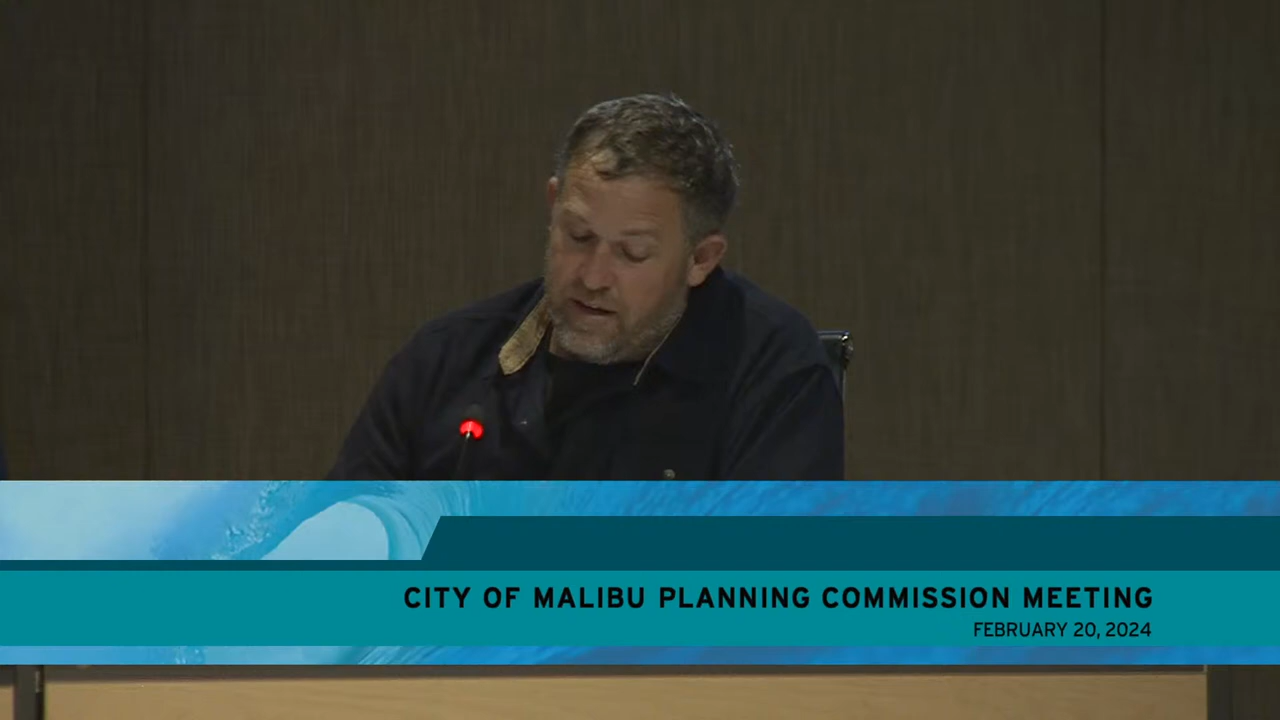 CITY OF MALIBU PLANNING COMMISSION MEETING
FEBRUARY 20, 2024